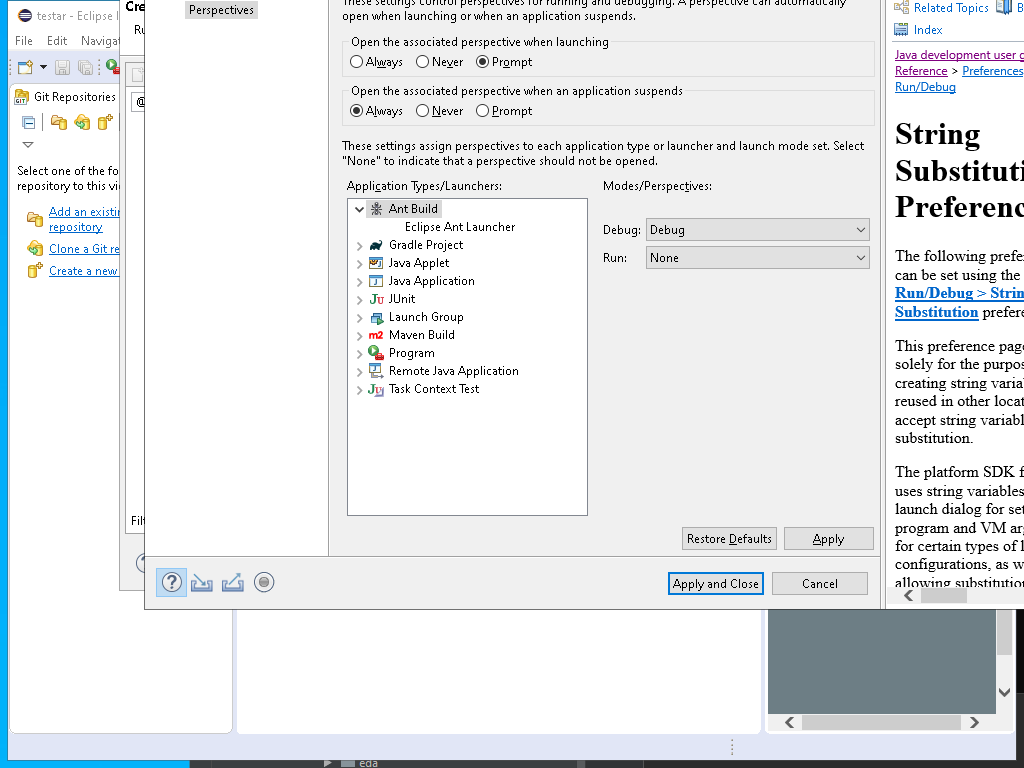 testar - Eclipse I
File Edit Navigat
Git Repositories
Select one of the fo
repository to this vi
Add an existin
repository
Clone a Git re
Create a new
Cre
Ru
@
Filt
Perspectives
These settings control perspectives for running and debugging. A perspective can automatically
open when launching or when an application suspends.
Open the associated perspective when launching
Always Never Prompt
Open the associated perspective when an application suspends
Always Never Prompt
These settings assign perspectives to each application type or launcher and launch mode set. Select
"None" to indicate that a perspective should not be opened.
Application Types/Launchers:
Ant Build
Eclipse Ant Launcher
Gradle Project
Java Applet
Java Application
JUnit
Launch Group
Maven Build
Program
Remote Java Application
Task Context Test
Modes/Perspectives:
Debug: Debug
Run: None
Restore Defaults Apply
Apply and Close Cancel
Related Topics B
Index
Java development user g
Reference > Preferences
Run/Debug
String
Substituti
Preferenc
The following prefer
can be set using the
Run/Debug > Strin
Substitution prefere
This preference page
solely for the purpos
creating string varia
reused in other locat
accept string variabl
substitution.
The platform SDK f
uses string variables
launch dialog for set
program and VM arg
for certain types of l
configurations, as w
allowing substitution
eda